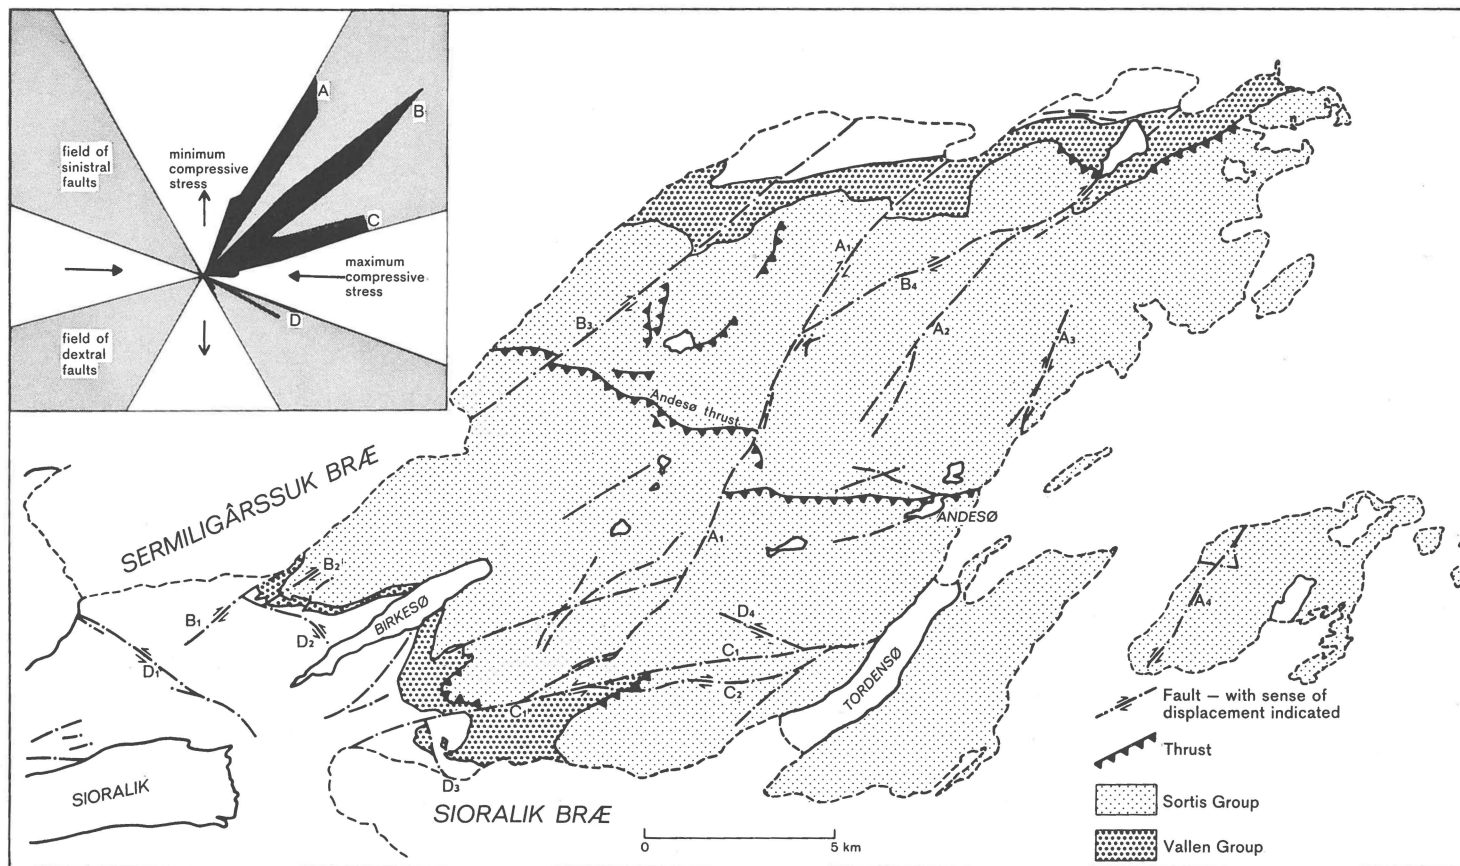 A
B
field of
sinistral
faults
minimum
compressive
stress
C
maximum
compressive
stress
D
field of
dextral
faults
A1
B4
B3
A2
A3
Andesø thrust
SERMILIGÂRSSUK BRÆ
ANDESØ
A1
B2
B1
BIRKESØ
D2
D4
D1
C1
C2
C1
TORDENSØ
A4
D3
SIORALIK
SIORALIK BRÆ
0 5 km
Fault — with sense of
displacement indicated
Thrust
Sortis Group
Vallen Group